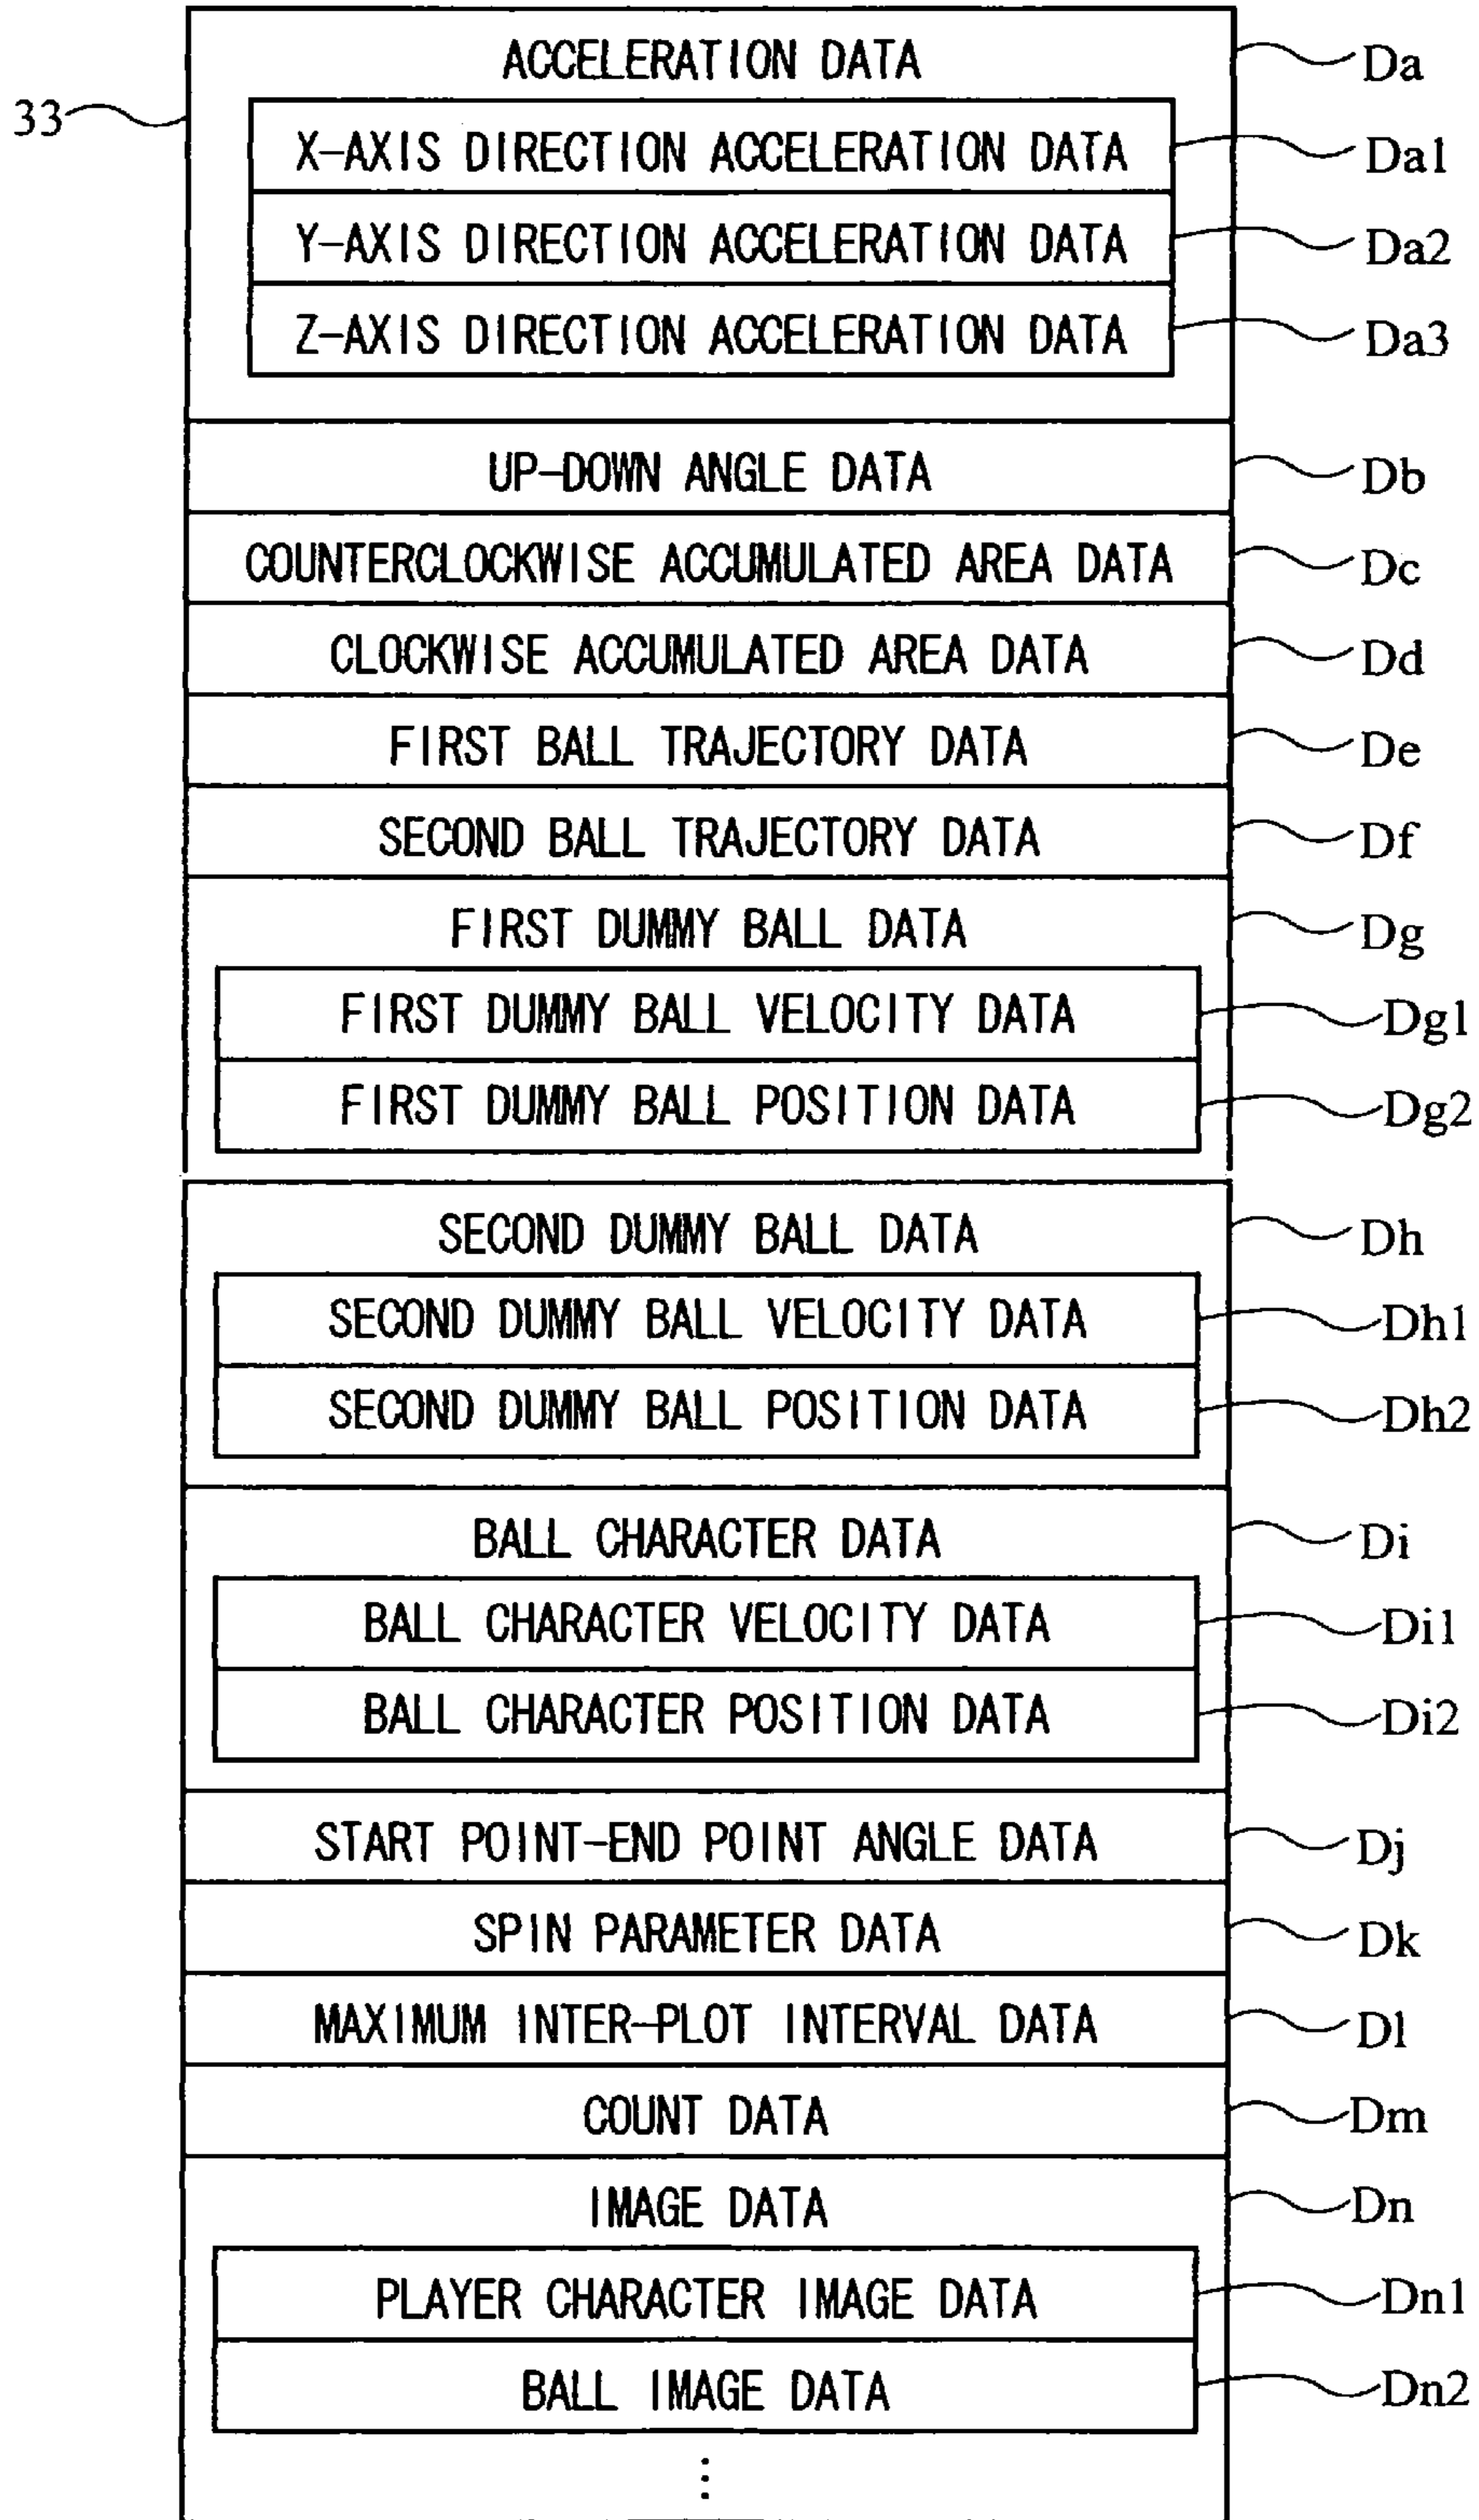 ACCELERATION DATA Da
33
X-AXIS DIRECTION ACCELERATION DATA Da1
Y-AXIS DIRECTION ACCELERATION DATA Da2
Z-AXIS DIRECTION ACCELERATION DATA Da3
UP-DOWN ANGLE DATA Db
COUNTERCLOCKWISE ACCUMULATED AREA DATA Dc
CLOCKWISE ACCUMULATED AREA DATA Dd
FIRST BALL TRAJECTORY DATA De
SECOND BALL TRAJECTORY DATA Df
FIRST DUMMY BALL DATA Dg
FIRST DUMMY BALL VELOCITY DATA Dg1
FIRST DUMMY BALL POSITION DATA Dg2
SECOND DUMMY BALL DATA Dh
SECOND DUMMY BALL VELOCITY DATA Dh1
SECOND DUMMY BALL POSITION DATA Dh2
BALL CHARACTER DATA Di
BALL CHARACTER VELOCITY DATA Di1
BALL CHARACTER POSITION DATA Di2
START POINT-END POINT ANGLE DATA Dj
SPIN PARAMETER DATA Dk
MAXIMUM INTER-PLOT INTERVAL DATA Dl
COUNT DATA Dm
IMAGE DATA Dn
PLAYER CHARACTER IMAGE DATA Dn1
BALL IMAGE DATA Dn2
⋮